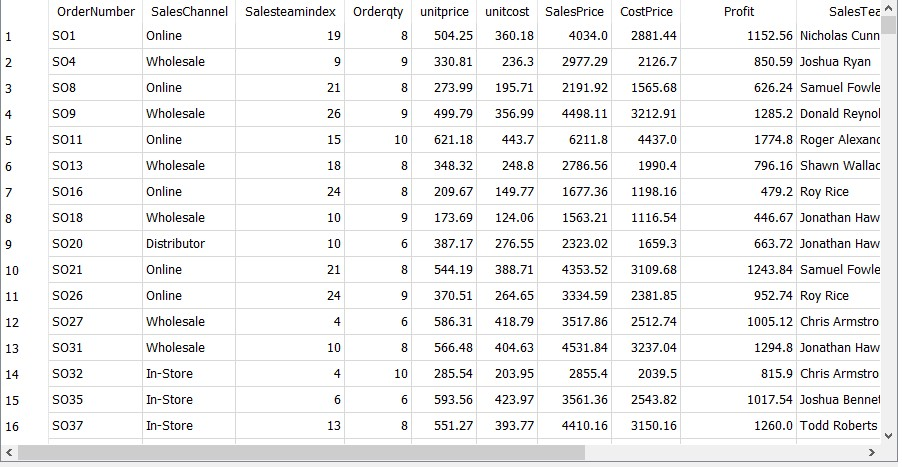 OrderNumber SalesChannel Salesteamindex Orderqty unitprice unitcost SalesPrice CostPrice Profit SalesTea
1 SO1 Online 19 8 504.25 360.18 4034.0 2881.44 1152.56 Nicholas Cunn
2 SO4 Wholesale 9 9 330.81 236.3 2977.29 2126.7 850.59 Joshua Ryan
3 SO8 Online 21 8 273.99 195.71 2191.92 1565.68 626.24 Samuel Fowle
4 SO9 Wholesale 26 9 499.79 356.99 4498.11 3212.91 1285.2 Donald Reynol
5 SO11 Online 15 10 621.18 443.7 6211.8 4437.0 1774.8 Roger Alexand
6 SO13 Wholesale 18 8 348.32 248.8 2786.56 1990.4 796.16 Shawn Wallac
7 SO16 Online 24 8 209.67 149.77 1677.36 1198.16 479.2 Roy Rice
8 SO18 Wholesale 10 9 173.69 124.06 1563.21 1116.54 446.67 Jonathan Haw
9 SO20 Distributor 10 6 387.17 276.55 2323.02 1659.3 663.72 Jonathan Haw
10 SO21 Online 21 8 544.19 388.71 4353.52 3109.68 1243.84 Samuel Fowle
11 SO26 Online 24 9 370.51 264.65 3334.59 2381.85 952.74 Roy Rice
12 SO27 Wholesale 4 6 586.31 418.79 3517.86 2512.74 1005.12 Chris Armstro
13 SO31 Wholesale 10 8 566.48 404.63 4531.84 3237.04 1294.8 Jonathan Haw
14 SO32 In-Store 4 10 285.54 203.95 2855.4 2039.5 815.9 Chris Armstro
15 SO35 In-Store 6 6 593.56 423.97 3561.36 2543.82 1017.54 Joshua Bennet
16 SO37 In-Store 13 8 551.27 393.77 4410.16 3150.16 1260.0 Todd Roberts